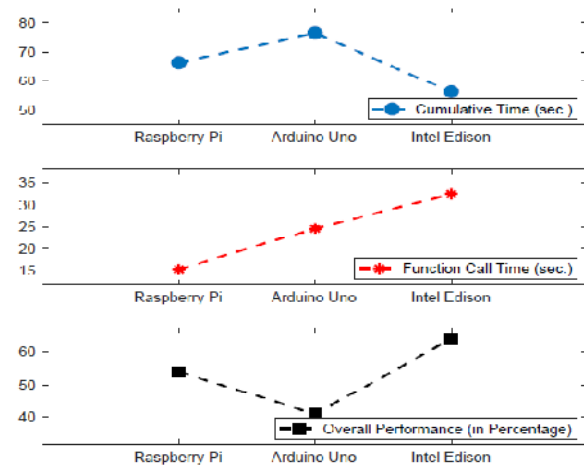 80
70
60
50
Cumulative Time (sec.)
Raspberry Pi Arduino Uno Intel Edison
35
30
25
20
15
Function Call Time (sec.)
Raspberry Pi Arduino Uno Intel Edison
60
50
40
Overall Performance (in Percentage)
Raspberry Pi Arduino Uno Intel Edison